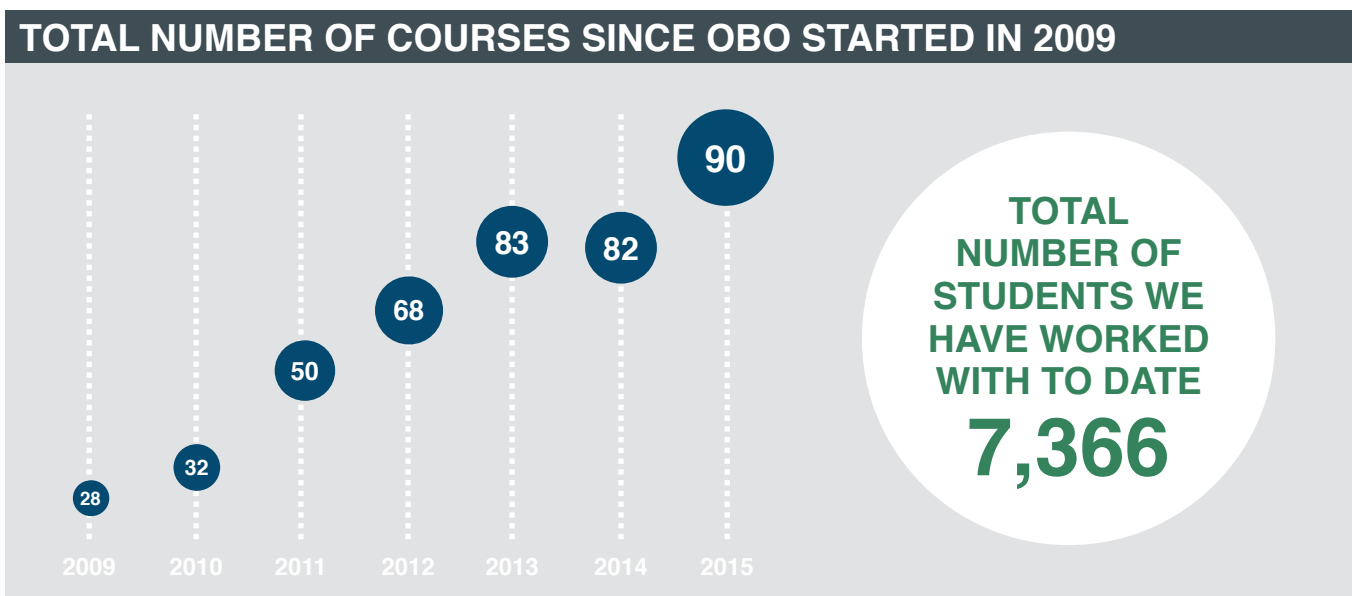 TOTAL NUMBER OF COURSES SINCE OBO STARTED IN 2009
28
32
50
68
83
82
90
2009
2010
2011
2012
2013
2014
2015
TOTAL
NUMBER OF
STUDENTS WE
HAVE WORKED
WITH TO DATE
7,366